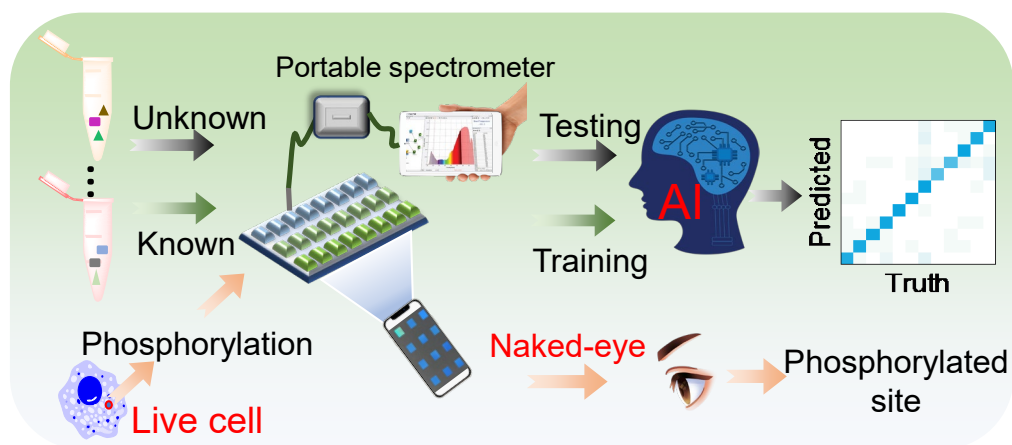 Portable spectrometer
Unknown
Testing
Known
AI
Training
Predicted
Truth
Phosphorylation
Live cell
Naked-eye
Phosphorylated
site